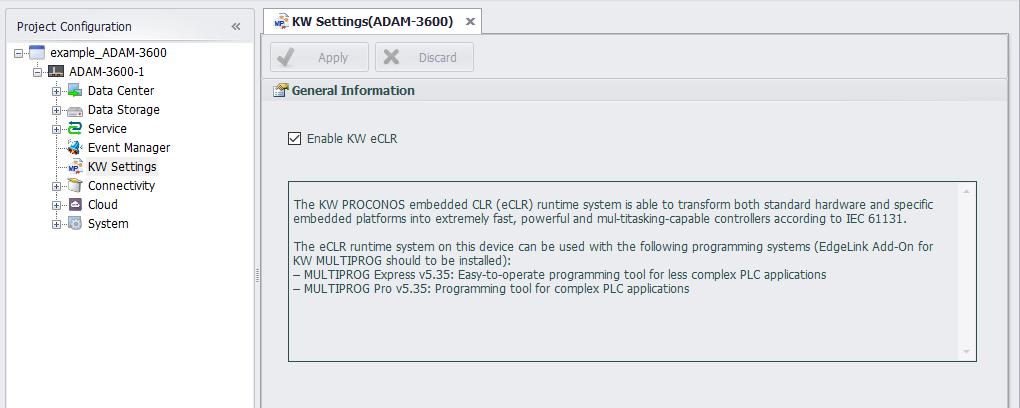 Project Configuration
example_ADAM-3600
ADAM-3600-1
Data Center
Data Storage
Service
Event Manager
KW Settings
Connectivity
Cloud
System
KW Settings(ADAM-3600)
Apply
Discard
General Information
Enable KW eCLR
The KW PROCONOS embedded CLR (eCLR) runtime system is able to transform both standard hardware and specific
embedded platforms into extremely fast, powerful and mul-titasking-capable controllers according to IEC 61131.
The eCLR runtime system on this device can be used with the following programming systems (EdgeLink Add-On for
KW MULTIPROG should to be installed):
– MULTIPROG Express v5.35: Easy-to-operate programming tool for less complex PLC applications
– MULTIPROG Pro v5.35: Programming tool for complex PLC applications